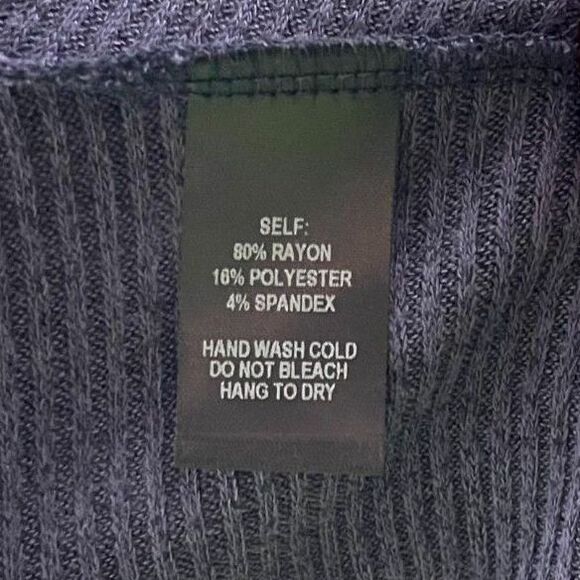 SELF:
80% RAYON
16% POLYESTER
4% SPANDEX
HAND WASH COLD
DO NOT BLEACH
HANG TO DRY